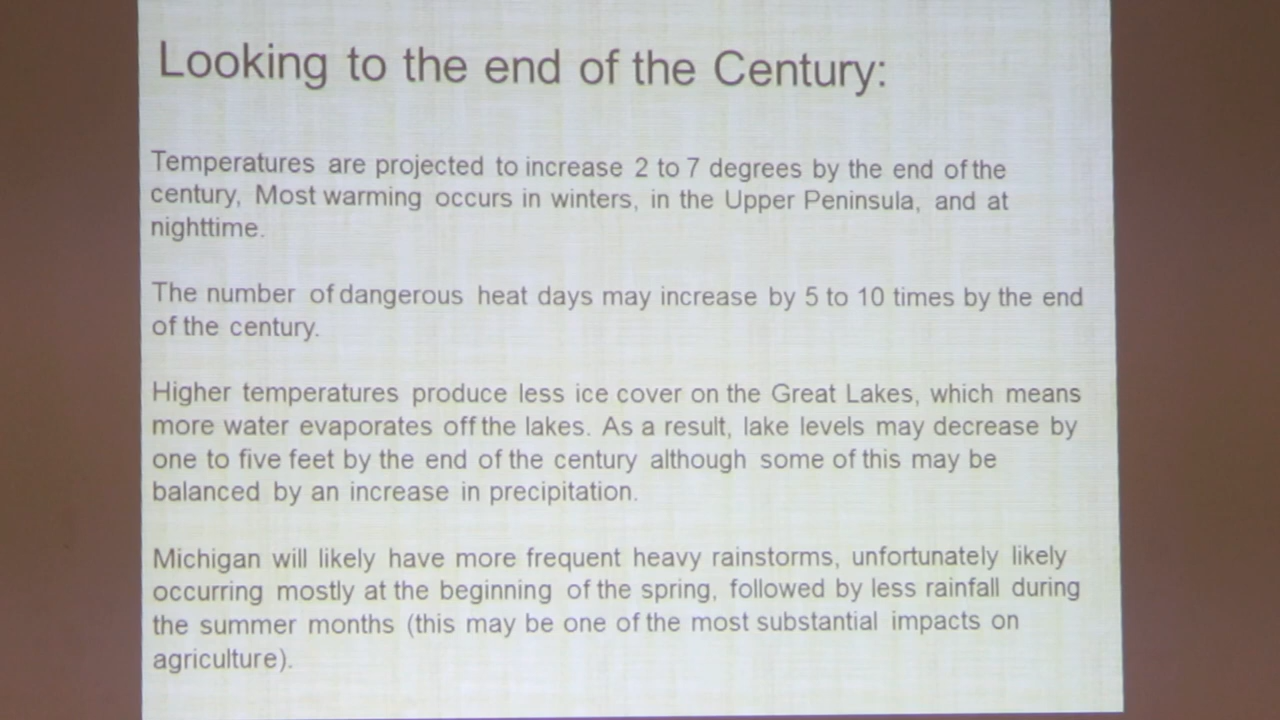 Looking to the end of the Century:
Temperatures are projected to increase 2 to 7 degrees by the end of the
century, Most warming occurs in winters, in the Upper Peninsula, and at
nighttime.
The number of dangerous heat days may increase by 5 to 10 times by the end
of the century.
Higher temperatures produce less ice cover on the Great Lakes, which means
more water evaporates off the lakes. As a result, lake levels may decrease by
one to five feet by the end of the century although some of this may be
balanced by an increase in precipitation.
Michigan will likely have more frequent heavy rainstorms, unfortunately likely
occurring mostly at the beginning of the spring, followed by less rainfall during
the summer months (this may be one of the most substantial impacts on
agriculture).